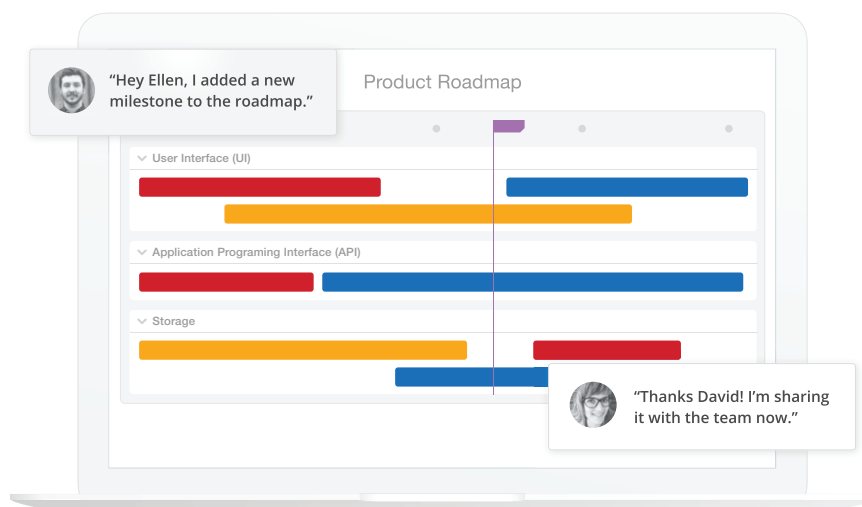 “Hey Ellen, I added a new
milestone to the roadmap.”
Product Roadmap
User Interface (UI)
Application Programing Interface (API)
Storage
“Thanks David! I’m sharing
it with the team now.”